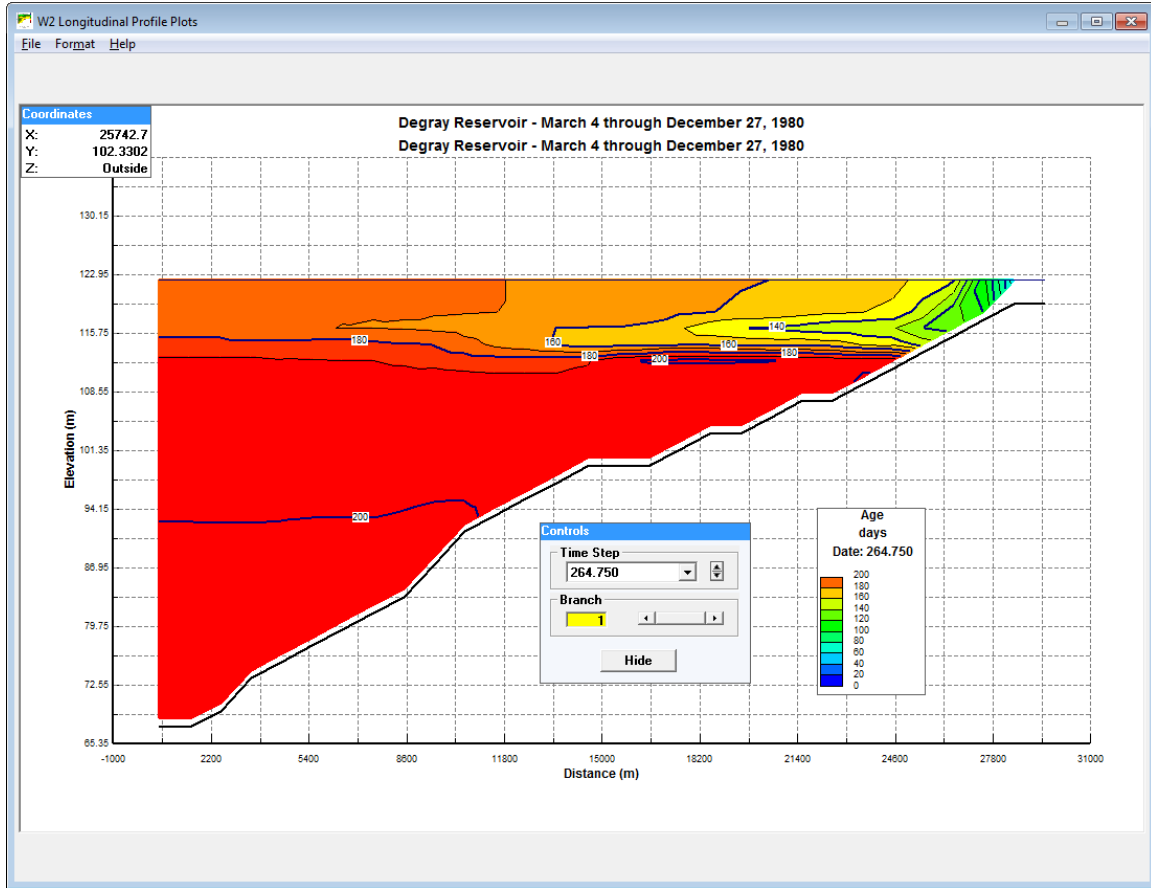 W2 Longitudinal Profile Plots
File Format Help
Coordinates
X: 25742.7
Y: 102.3302
Z: Outside
Degray Reservoir - March 4 through December 27, 1980
Degray Reservoir - March 4 through December 27, 1980
130.15
122.95
115.75
108.55
101.35
94.15
86.95
79.75
72.55
65.35
Elevation (m)
140
180
160
160
180
180
200
200
Controls
Time Step
264.750
Branch
1
Hide
Age
days
Date: 264.750
200
180
160
140
120
100
80
60
40
20
0
-1000 2200 5400 8600 11800 15000 18200 21400 24600 27800 31000
Distance (m)